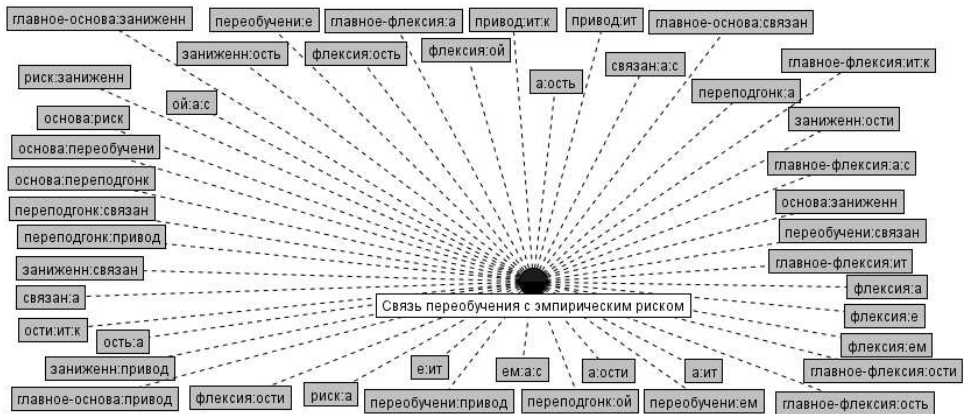 главное-основа:заниженн
переобучени:е
главное-флексия:а
привод:ит:к
привод:ит
главное-основа:связан
заниженн:ость
флексия:ость
флексия:ой
связан:а:с
главное-флексия:ит:к
риск:заниженн
ой:а:с
а:ость
переподгонк:а
основа:риск
заниженн:ости
основа:переобучени
главное-флексия:а:с
основа:переподгонк
основа:заниженн
переподгонк:связан
переобучени:связан
переподгонк:привод
главное-флексия:ит
заниженн:связан
флексия:а
связан:а
Связь переобучения с эмпирическим риском
флексия:е
ости:ит:к
ость:а
флексия:ем
заниженн:привод
е:ит
ем:а:с
а:ости
а:ит
главное-флексия:ости
главное-основа:привод
флексия:ости
риск:а
переобучени:привод
переподгонк:ой
переобучени:ем
главное-флексия:ость